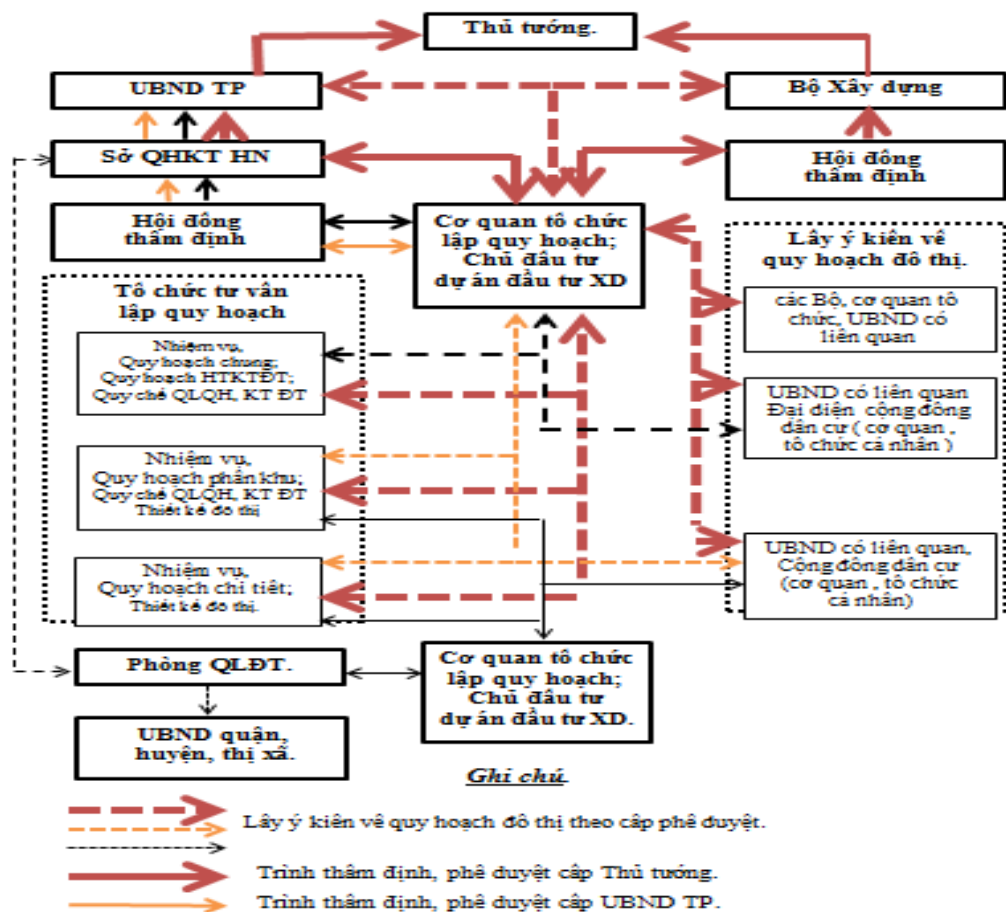 Thủ tướng.
UBND TP
Bộ Xây dựng
Sở QHKT HN
Hội đồng
thẩm định
Hội đồng
thẩm định
Cơ quan tổ chức
lập quy hoạch;
Chủ đầu tư
dự án đầu tư XD
Lấy ý kiến về
quy hoạch đô thị.
các Bộ, cơ quan tổ
chức, UBND có
liên quan
UBND có liên quan
Đại diện cộng đồng
dân cư ( cơ quan ,
tổ chức cá nhân )
UBND có liên quan,
Cộng đồng dân cư
(cơ quan , tổ chức
cá nhân)
Tổ chức tư vấn
lập quy hoạch
Nhiệm vụ,
Quy hoạch chung;
Quy hoạch HTKTĐT;
Quy chế QLQH, KT ĐT
Nhiệm vụ,
Quy hoạch phân khu;
Quy chế QLQH, KT ĐT
Thiết kế đô thị
Nhiệm vụ,
Quy hoạch chi tiết;
Thiết kế đô thị.
Phòng QLĐT.
Cơ quan tổ chức
lập quy hoạch;
Chủ đầu tư
dự án đầu tư XD.
UBND quận,
huyện, thị xã.
Ghi chú
Lấy ý kiến về quy hoạch đô thị theo cấp phê duyệt.
Trình thẩm định, phê duyệt cấp Thủ tướng.
Trình thẩm định, phê duyệt cấp UBND TP.